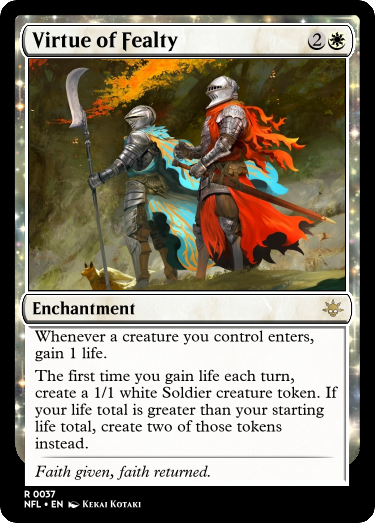 Virtue of Fealty 2
Enchantment
Whenever a creature you control enters,
gain 1 life.
The first time you gain life each turn,
create a 1/1 white Soldier creature token. If
your life total is greater than your starting
life total, create two of those tokens
instead.
Faith given, faith returned.
R 0037
NFL • EN Kekai Kotaki